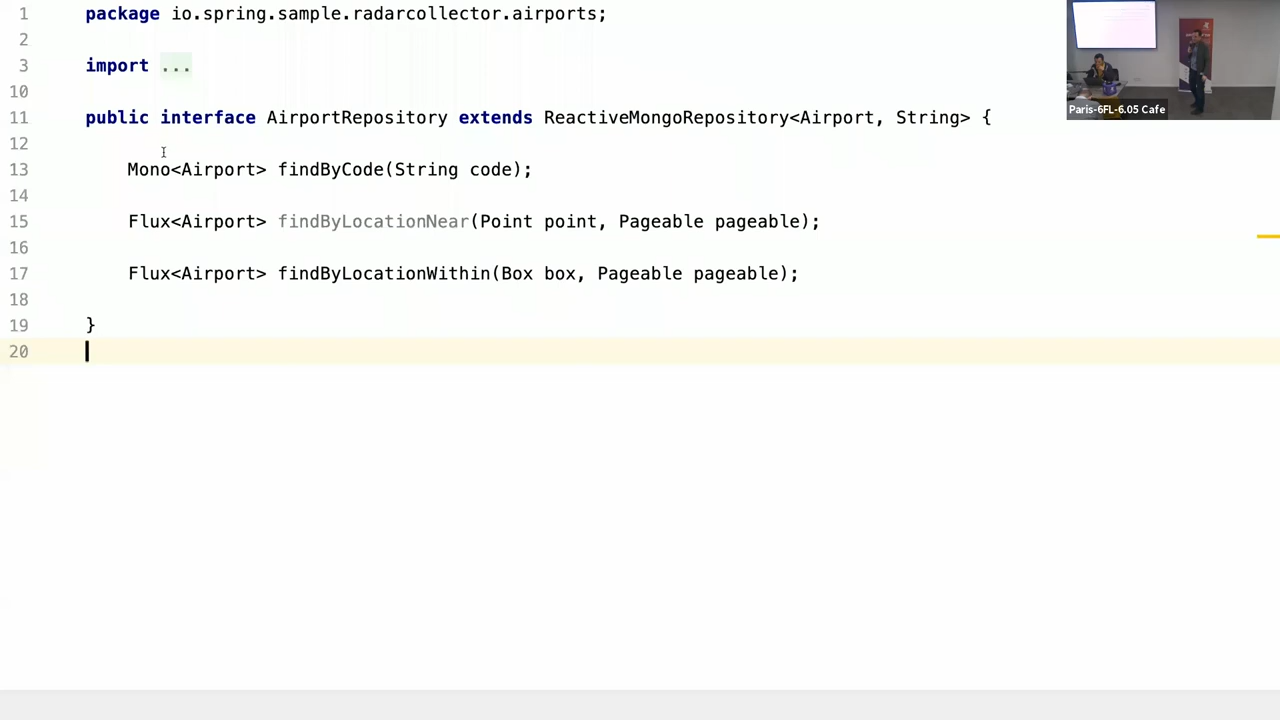 1 package io.spring.sample.radarcollector.airports;
2
3 import ...
10
11 public interface AirportRepository extends ReactiveMongoRepository<Airport, String> {
12
13 Mono<Airport> findByCode(String code);
14
15 Flux<Airport> findByLocationNear(Point point, Pageable pageable);
16
17 Flux<Airport> findByLocationWithin(Box box, Pageable pageable);
18
19 }
20
Paris-6FL-6.05 Cafe